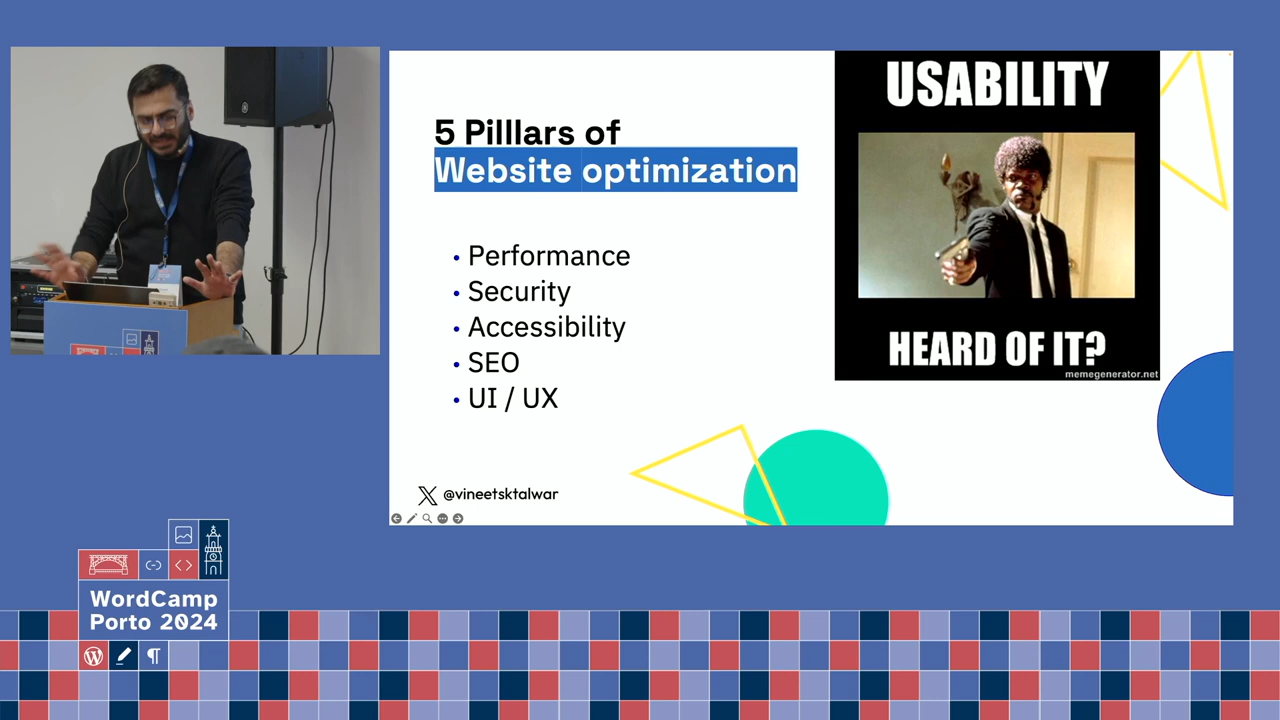 5 Pilllars of
Website optimization
• Performance
• Security
• Accessibility
• SEO
• UI / UX
@vineetsktalwar
USABILITY
HEARD OF IT?
memegenerator.net
WordCamp
Porto 2024